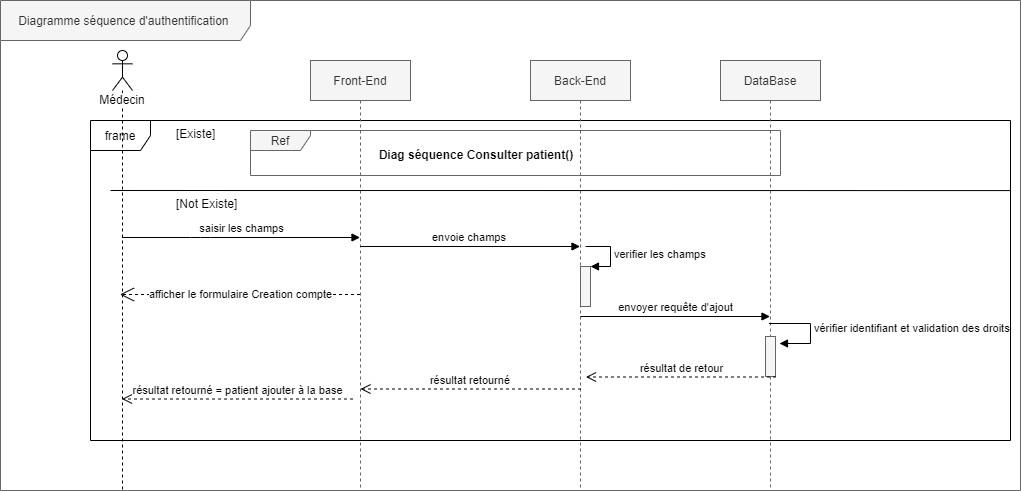 Diagramme séquence d'authentification
Médecin
Front-End
Back-End
DataBase
frame
[Existe]
Ref
Diag séquence Consulter patient()
[Not Existe]
saisir les champs
envoie champs
verifier les champs
afficher le formulaire Creation compte
envoyer requête d'ajout
vérifier identifiant et validation des droits
résultat de retour
résultat retourné
résultat retourné = patient ajouter à la base